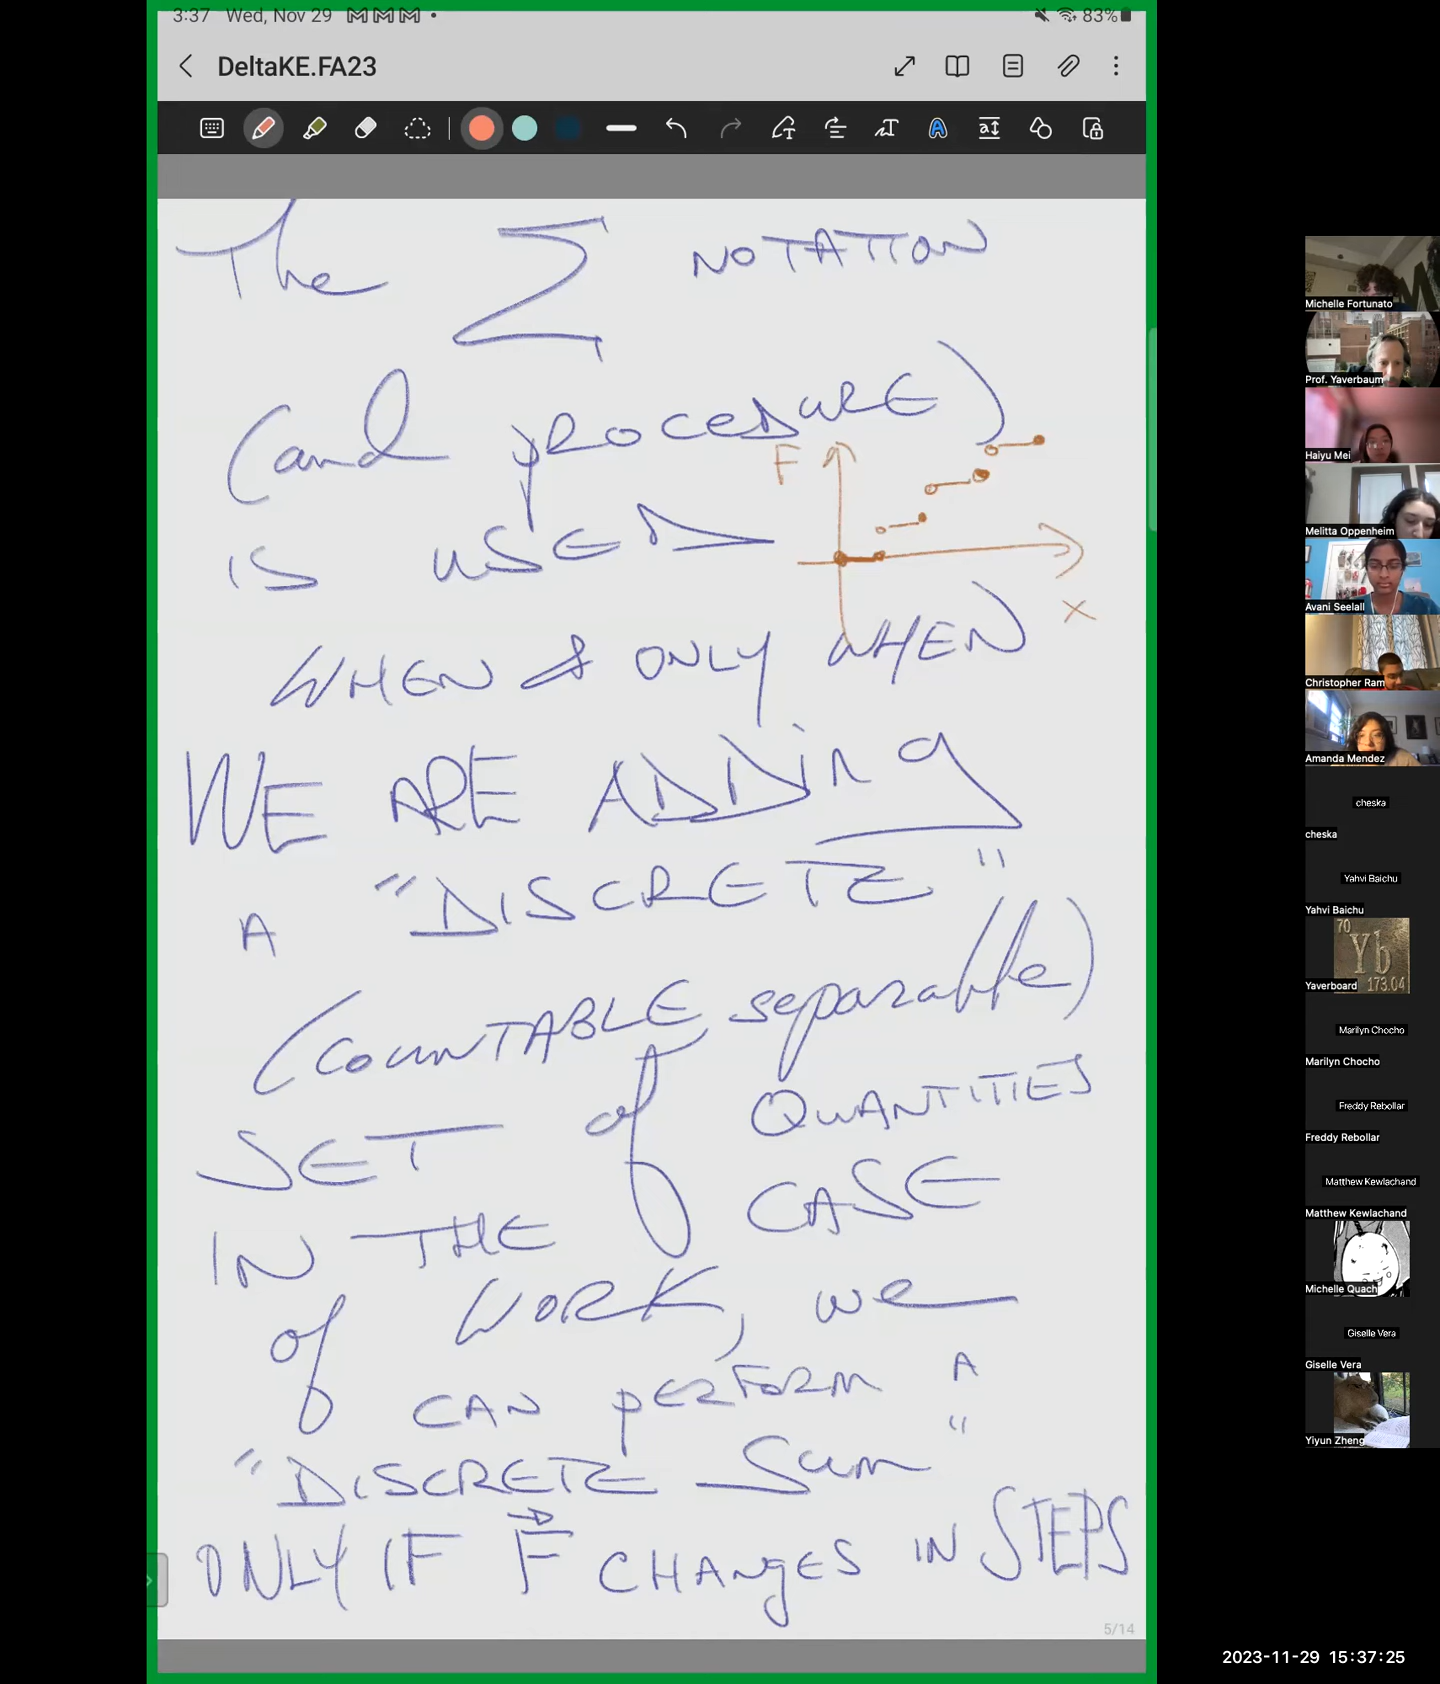 3:37 Wed, Nov 29
83%
DeltaKE.FA23
The Σ NOTATION
(and procedURE)
F
IS USED
x
WHEN & ONLY WHEN
WE ARE ADDing
A "DISCRETE"
(COUNTABLE, separable)
SET of QUANTITIES
IN THE CASE
of WORK, we
CAN pERFORM A
"DISCRETE Sum"
ONLY IF F⃗ CHANgES IN STEPS
5/14
Michelle Fortunato
Prof. Yaverbaum
Haiyu Mei
Melitta Oppenheim
Avani Seelall
Christopher Ram
Amanda Mendez
cheska
cheska
Yahvi Baichu
Yahvi Baichu
70
Yb
173.04
Yaverboard
Marilyn Chocho
Marilyn Chocho
Freddy Rebollar
Freddy Rebollar
Matthew Kewlachand
Matthew Kewlachand
Michelle Quach
Giselle Vera
Giselle Vera
Yiyun Zheng
2023-11-29 15:37:25